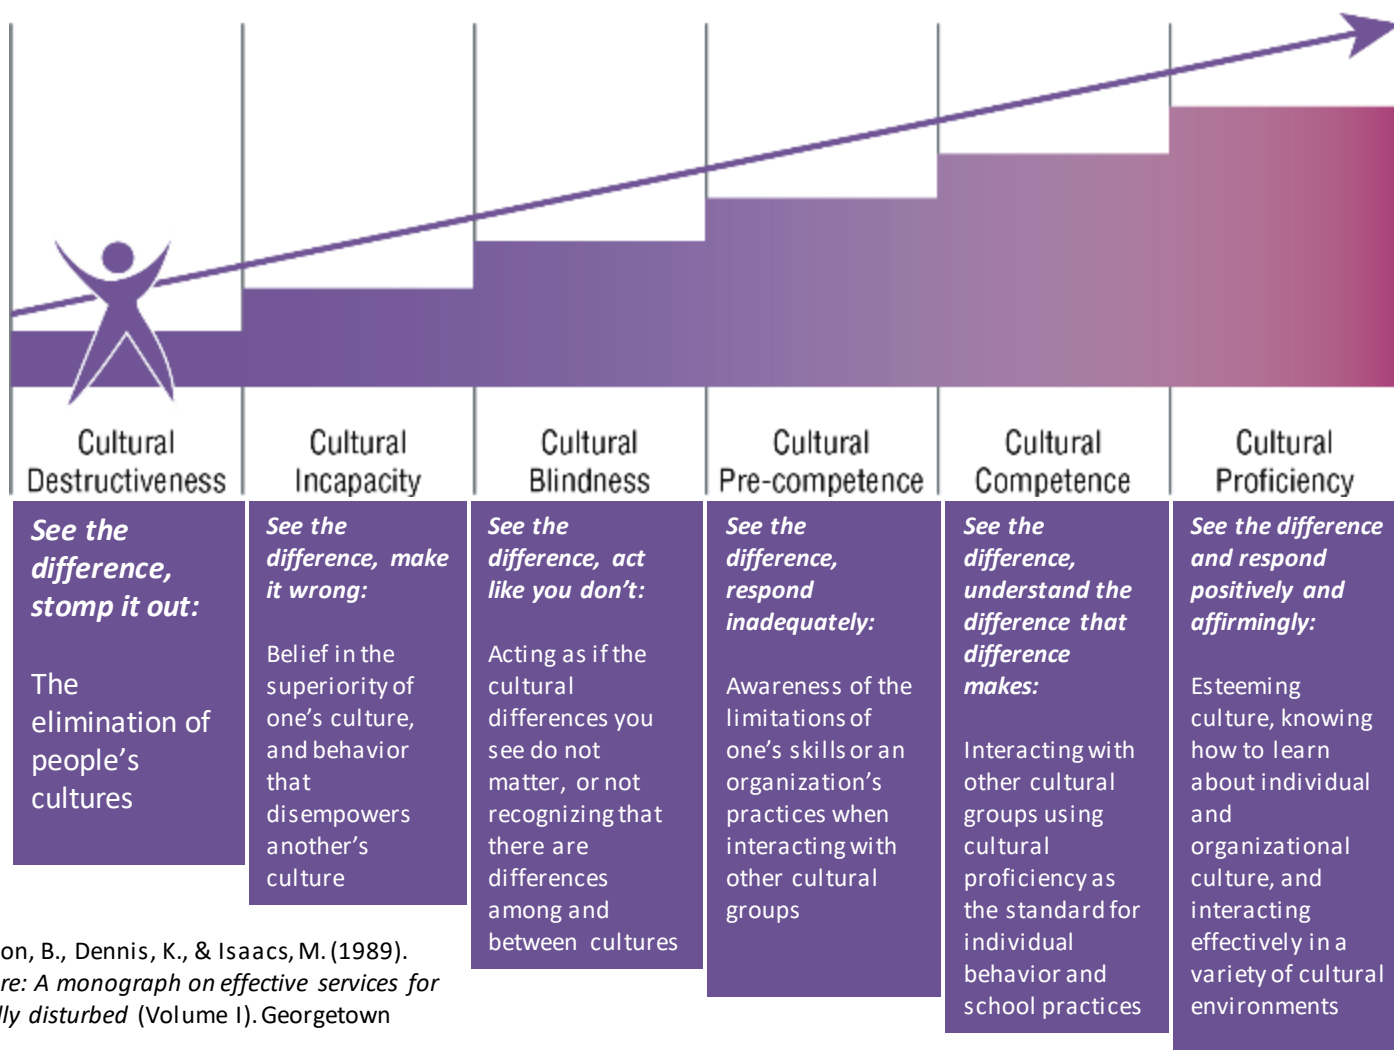 Cultural
Destructiveness
Cultural
Incapacity
Cultural
Blindness
Cultural
Pre-competence
Cultural
Competence
Cultural
Proficiency
See the
difference,
stomp it out:
The
elimination of
people’s
cultures
See the
difference, make
it wrong:
Belief in the
superiority of
one’s culture,
and behavior
that
disempowers
another’s
culture
See the
difference, act
like you don’t:
Acting as if the
cultural
differences you
see do not
matter, or not
recognizing that
there are
differences
among and
between cultures
See the
difference,
respond
inadequately:
Awareness of the
limitations of
one’s skills or an
organization’s
practices when
interacting with
other cultural
groups
See the
difference,
understand the
difference that
difference
makes:
Interacting with
other cultural
groups using
cultural
proficiency as
the standard for
individual
behavior and
school practices
See the difference
and respond
positively and
affirmingly:
Esteeming
culture, knowing
how to learn
about individual
and
organizational
culture, and
interacting
effectively in a
variety of cultural
environments
on, B., Dennis, K., & Isaacs, M. (1989).
re: A monograph on effective services for
lly disturbed (Volume I). Georgetown